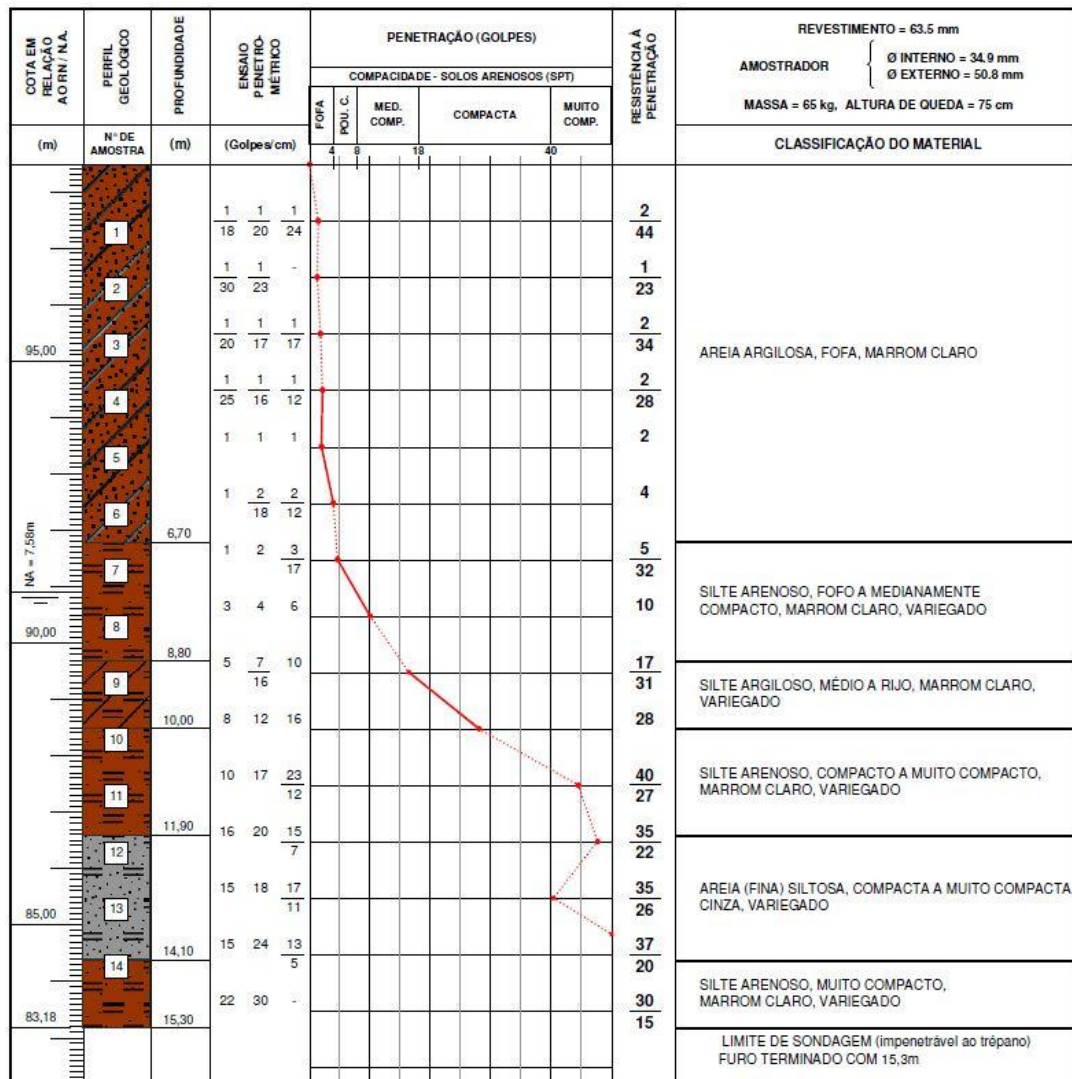 COTA EM
RELAÇÃO
AO RN / N.A.
(m)
PERFIL
GEOLÓGICO
N° DE
AMOSTRA
PROFUNDIDADE
(m)
ENSAIO
PENETRO-
MÉTRICO
(Golpes/cm)
PENETRAÇÃO (GOLPES)
COMPACIDADE - SOLOS ARENOSOS (SPT)
FOFA
POU. C.
MED.
COMP.
COMPACTA
MUITO
COMP.
4 8 18 40
RESISTÊNCIA À
PENETRAÇÃO
REVESTIMENTO = 63.5 mm
AMOSTRADOR
Ø INTERNO = 34.9 mm
Ø EXTERNO = 50.8 mm
MASSA = 65 kg, ALTURA DE QUEDA = 75 cm
CLASSIFICAÇÃO DO MATERIAL
1 1 1 2
1
18 20 24 44
1 1 - 1
2
30 23 23
1 1 1 2
3
20 17 17 34
95,00
AREIA ARGILOSA, FOFA, MARROM CLARO
1 1 1 2
4
25 16 12 28
1 1 1 2
5
1 2 2 4
6
18 12
6,70
NA = 7,58m
1 2 3 5
7
17 32
SILTE ARENOSO, FOFO A MEDIANAMENTE
COMPACTO, MARROM CLARO, VARIEGADO
3 4 6 10
8
90,00
8,80
5 7 10 17
9
16 31
SILTE ARGILOSO, MÉDIO A RIJO, MARROM CLARO,
VARIEGADO
10,00
8 12 16 28
10
SILTE ARENOSO, COMPACTO A MUITO COMPACTO,
MARROM CLARO, VARIEGADO
10 17 23 40
11
12 27
11,90
16 20 15 35
12
7 22
AREIA (FINA) SILTOSA, COMPACTA A MUITO COMPACTA
CINZA, VARIEGADO
15 18 17 35
13
11 26
85,00
14,10
15 24 13 37
14
5 20
SILTE ARENOSO, MUITO COMPACTO,
MARROM CLARO, VARIEGADO
22 30 - 30
15
83,18
15,30
LIMITE DE SONDAGEM (impenetrável ao trépano)
FURO TERMINADO COM 15,3m